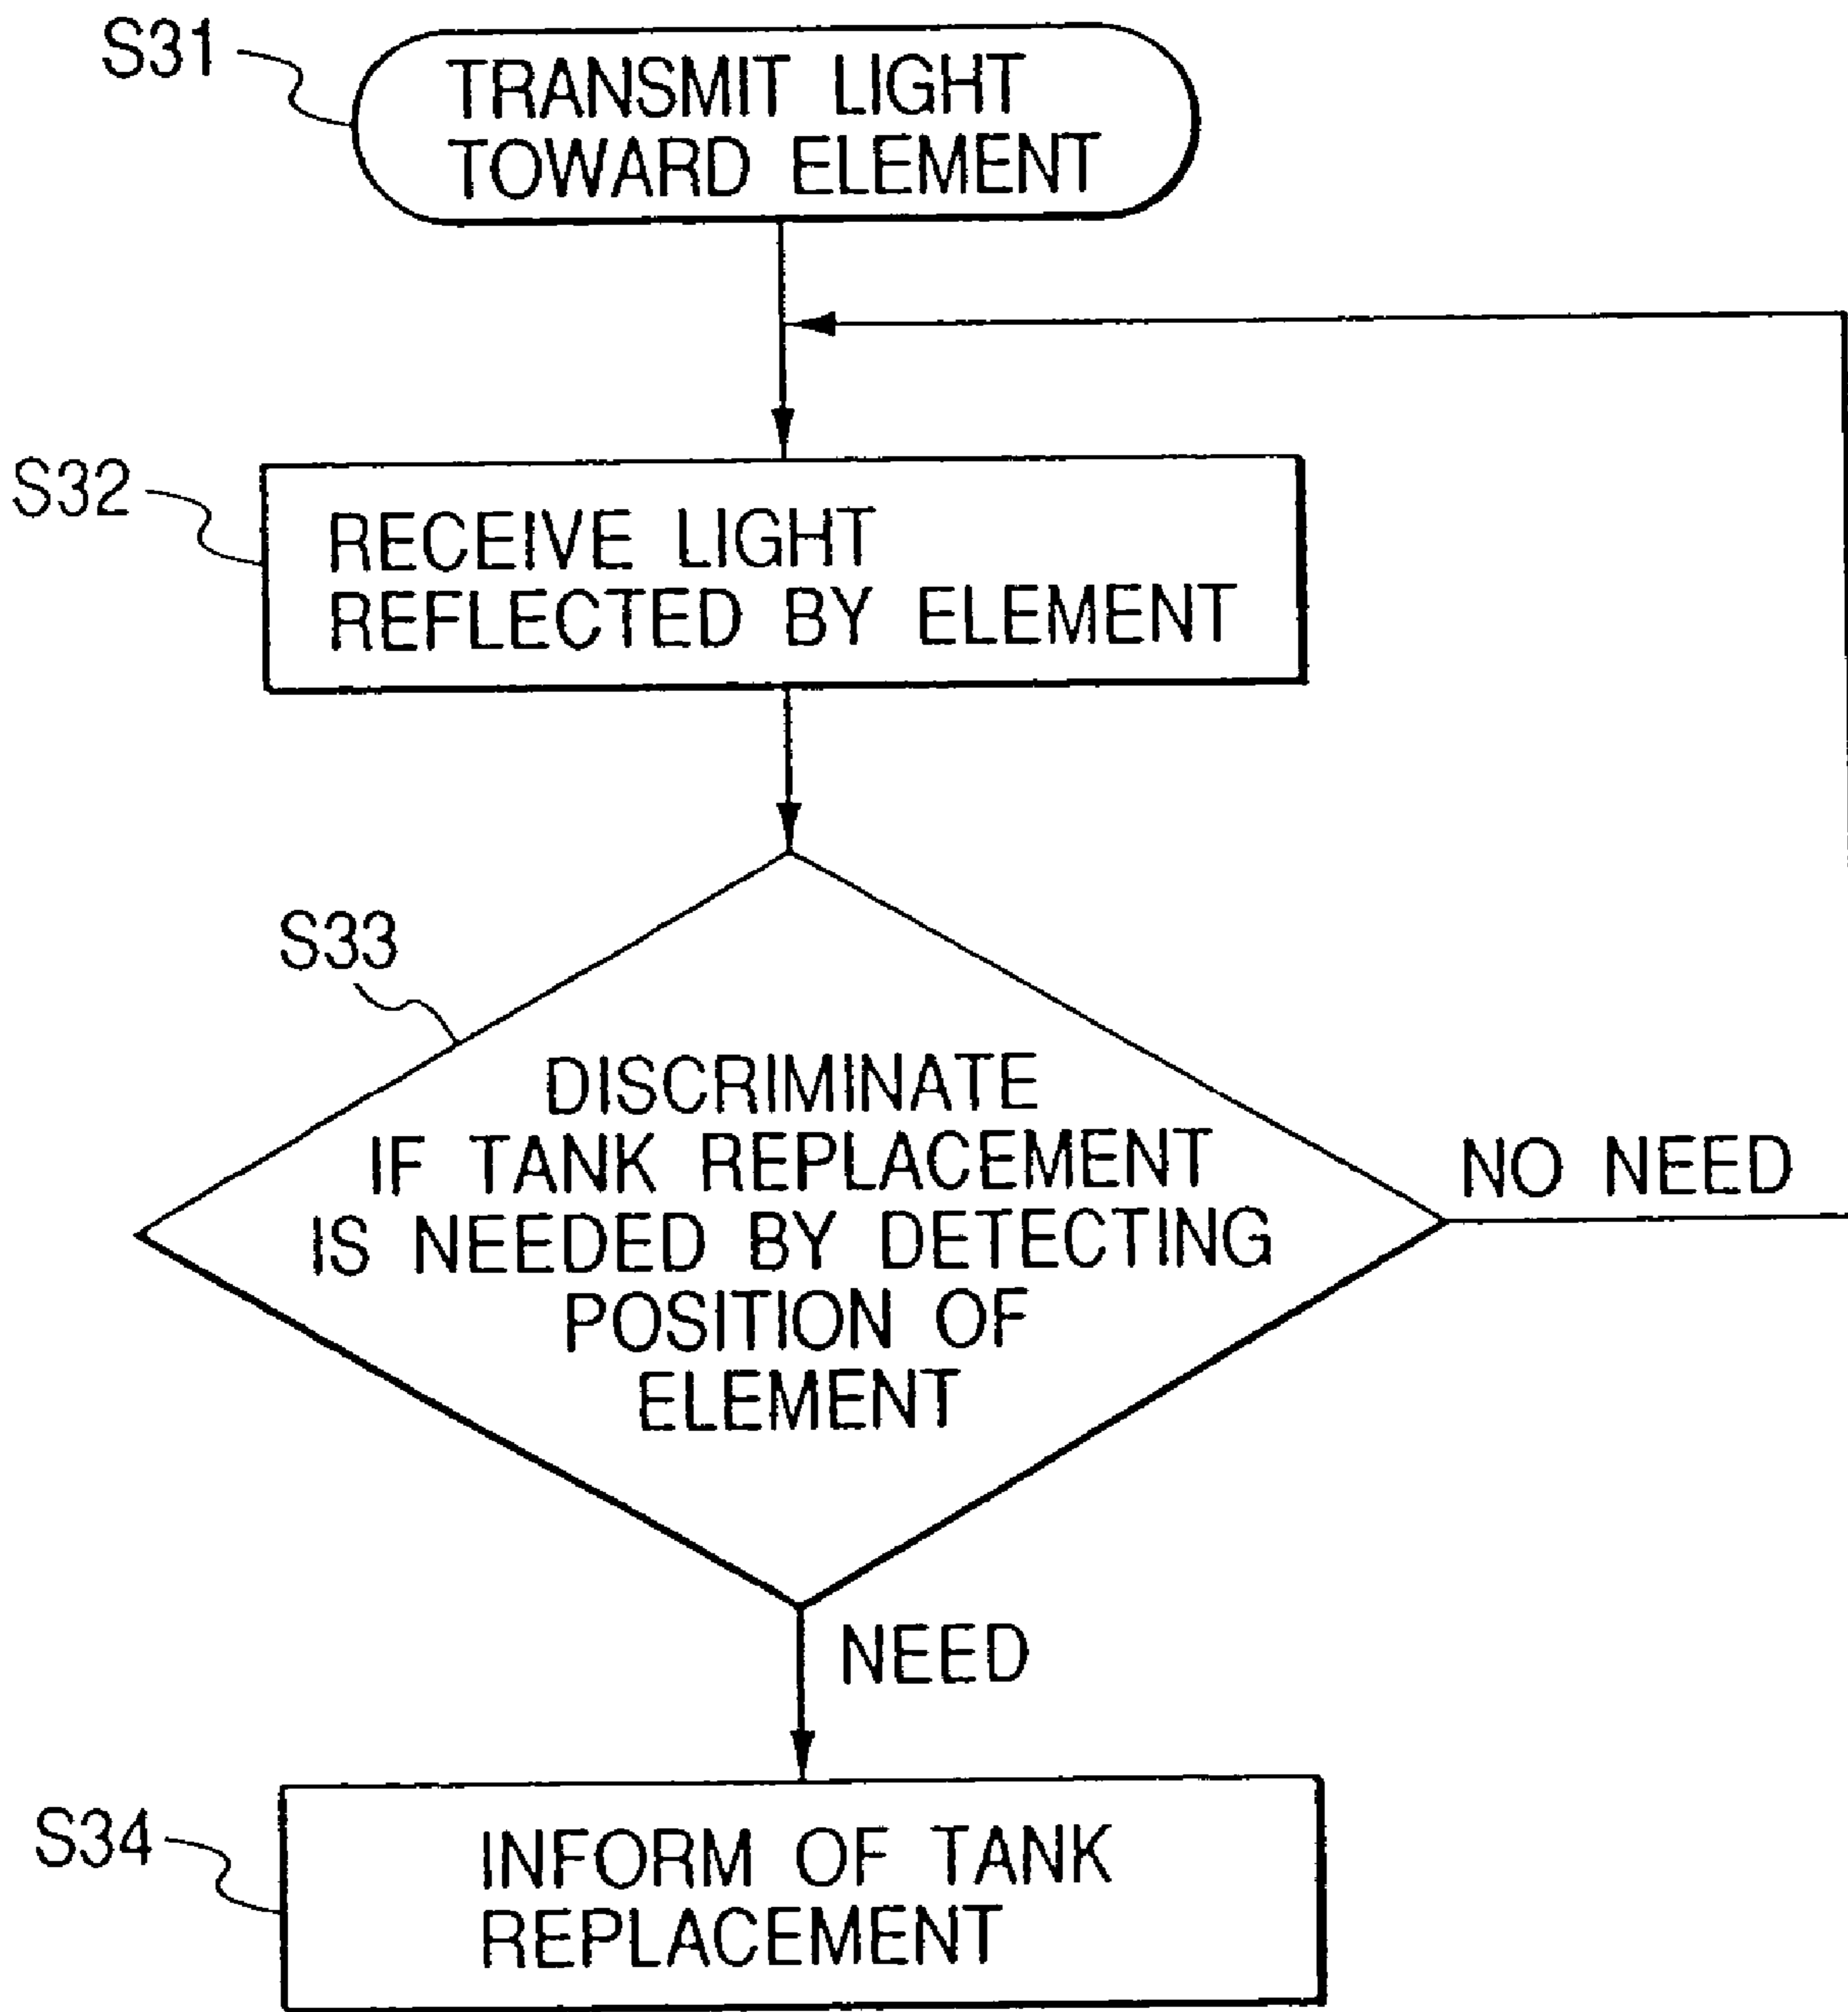 S31
TRANSMIT LIGHT
TOWARD ELEMENT
S32
RECEIVE LIGHT
REFLECTED BY ELEMENT
S33
DISCRIMINATE
IF TANK REPLACEMENT
IS NEEDED BY DETECTING
POSITION OF
ELEMENT
NO NEED
NEED
S34
INFORM OF TANK
REPLACEMENT